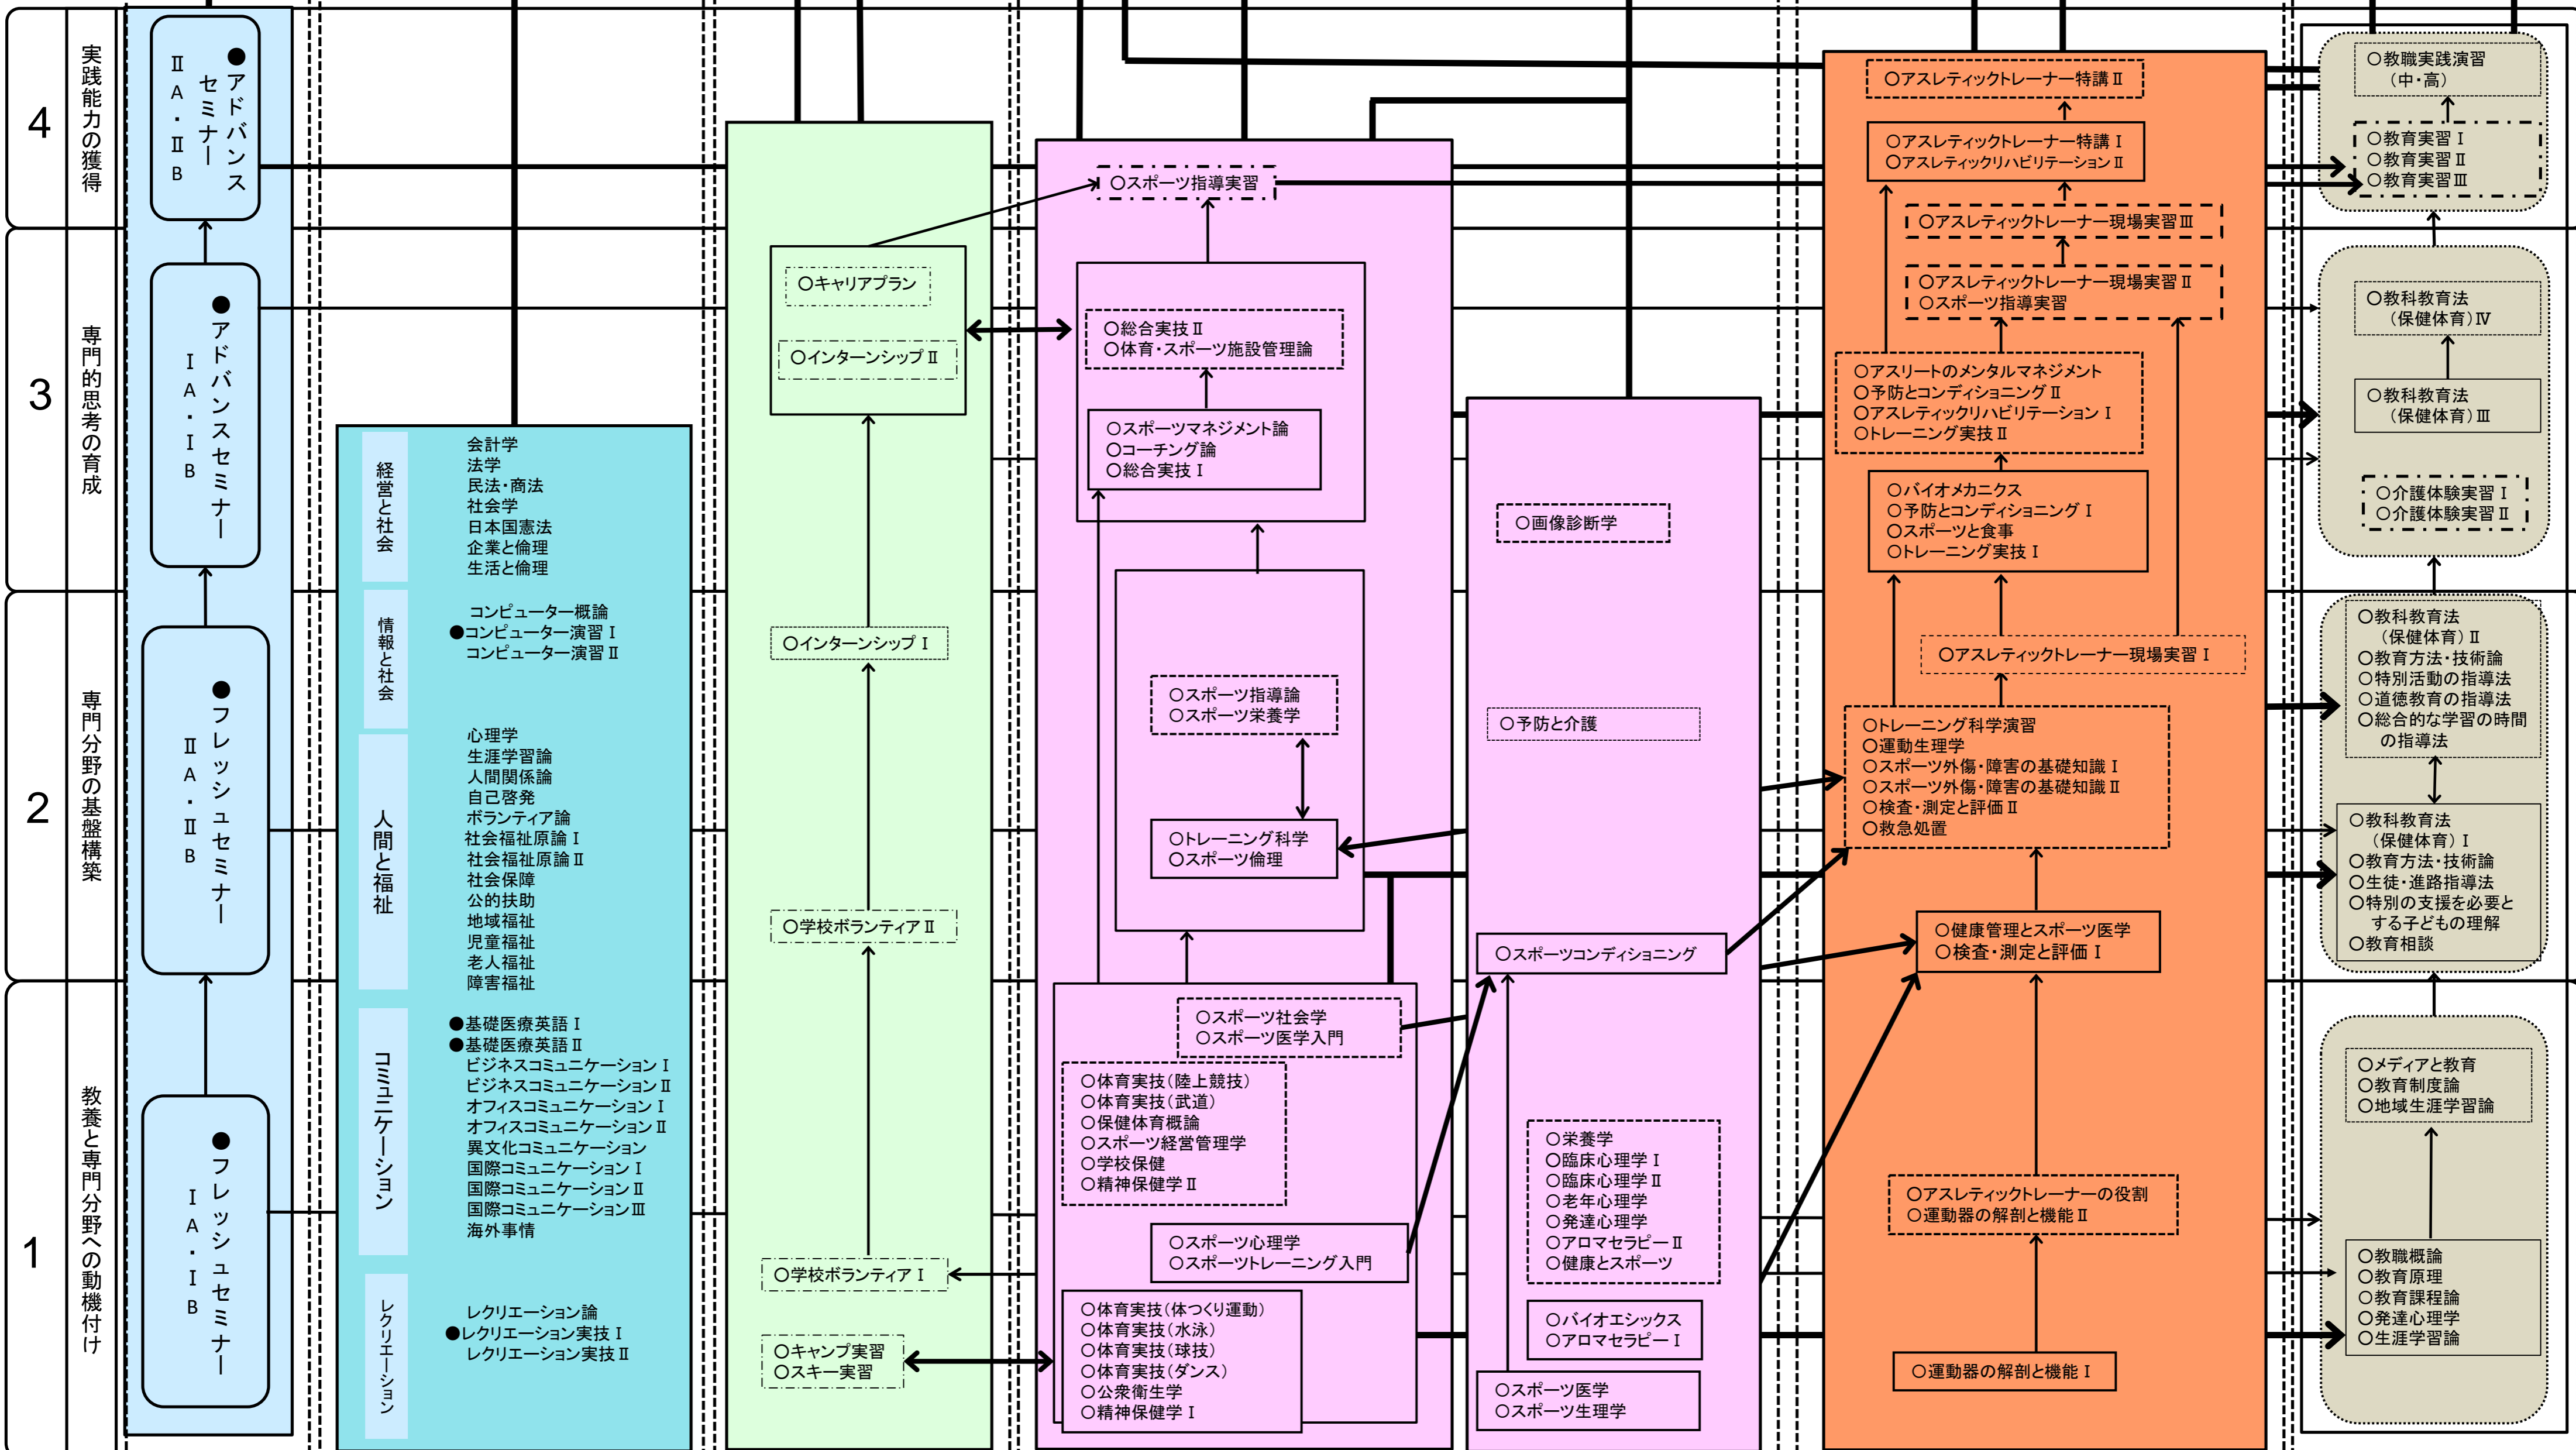 4
実践能力の獲得
3
専門的思考の育成
2
専門分野の基盤構築
1
教養と専門分野への動機付け
●アドバンス
セミナー
ⅡA・ⅡB
●アドバンスセミナー
ⅠA・ⅠB
●フレッシュセミナー
ⅡA・ⅡB
●フレッシュセミナー
ⅠA・ⅠB
経営と社会
会計学
法学
民法・商法
社会学
日本国憲法
企業と倫理
生活と倫理
情報と社会
コンピューター概論
●コンピューター演習Ⅰ
コンピューター演習Ⅱ
人間と福祉
心理学
生涯学習論
人間関係論
自己啓発
ボランティア論
社会福祉原論Ⅰ
社会福祉原論Ⅱ
社会保障
公的扶助
地域福祉
児童福祉
老人福祉
障害福祉
コミュニケーション
●基礎医療英語Ⅰ
●基礎医療英語Ⅱ
ビジネスコミュニケーションⅠ
ビジネスコミュニケーションⅡ
オフィスコミュニケーションⅠ
オフィスコミュニケーションⅡ
異文化コミュニケーション
国際コミュニケーションⅠ
国際コミュニケーションⅡ
国際コミュニケーションⅢ
海外事情
レクリエーション
レクリエーション論
●レクリエーション実技Ⅰ
レクリエーション実技Ⅱ
○キャリアプラン
○インターンシップⅡ
○インターンシップⅠ
○学校ボランティアⅡ
○学校ボランティアⅠ
○キャンプ実習
○スキー実習
○スポーツ指導実習
○総合実技Ⅱ
○体育・スポーツ施設管理論
○スポーツマネジメント論
○コーチング論
○総合実技Ⅰ
○スポーツ指導論
○スポーツ栄養学
○トレーニング科学
○スポーツ倫理
○スポーツ社会学
○スポーツ医学入門
○体育実技(陸上競技)
○体育実技(武道)
○保健体育概論
○スポーツ経営管理学
○学校保健
○精神保健学Ⅱ
○スポーツ心理学
○スポーツトレーニング入門
○体育実技(体つくり運動)
○体育実技(水泳)
○体育実技(球技)
○体育実技(ダンス)
○公衆衛生学
○精神保健学Ⅰ
○画像診断学
○予防と介護
○スポーツコンディショニング
○栄養学
○臨床心理学Ⅰ
○臨床心理学Ⅱ
○老年心理学
○発達心理学
○アロマセラピーⅡ
○健康とスポーツ
○バイオエシックス
○アロマセラピーⅠ
○スポーツ医学
○スポーツ生理学
○アスレティックトレーナー特講Ⅱ
○アスレティックトレーナー特講Ⅰ
○アスレティックリハビリテーションⅡ
○アスレティックトレーナー現場実習Ⅲ
○アスレティックトレーナー現場実習Ⅱ
○スポーツ指導実習
○アスリートのメンタルマネジメント
○予防とコンディショニングⅡ
○アスレティックリハビリテーションⅠ
○トレーニング実技Ⅱ
○バイオメカニクス
○予防とコンディショニングⅠ
○スポーツと食事
○トレーニング実技Ⅰ
○アスレティックトレーナー現場実習Ⅰ
○トレーニング科学演習
○運動生理学
○スポーツ外傷・障害の基礎知識Ⅰ
○スポーツ外傷・障害の基礎知識Ⅱ
○検査・測定と評価Ⅱ
○救急処置
○健康管理とスポーツ医学
○検査・測定と評価Ⅰ
○アスレティックトレーナーの役割
○運動器の解剖と機能Ⅱ
○運動器の解剖と機能Ⅰ
○教職実践演習
(中・高)
○教育実習Ⅰ
○教育実習Ⅱ
○教育実習Ⅲ
○教科教育法
(保健体育)Ⅳ
○教科教育法
(保健体育)Ⅲ
○介護体験実習Ⅰ
○介護体験実習Ⅱ
○教科教育法
(保健体育)Ⅱ
○教育方法・技術論
○特別活動の指導法
○道徳教育の指導法
○総合的な学習の時間
の指導法
○教科教育法
(保健体育)Ⅰ
○教育方法・技術論
○生徒・進路指導法
○特別の支援を必要と
する子どもの理解
○教育相談
○メディアと教育
○教育制度論
○地域生涯学習論
○教職概論
○教育原理
○教育課程論
○発達心理学
○生涯学習論